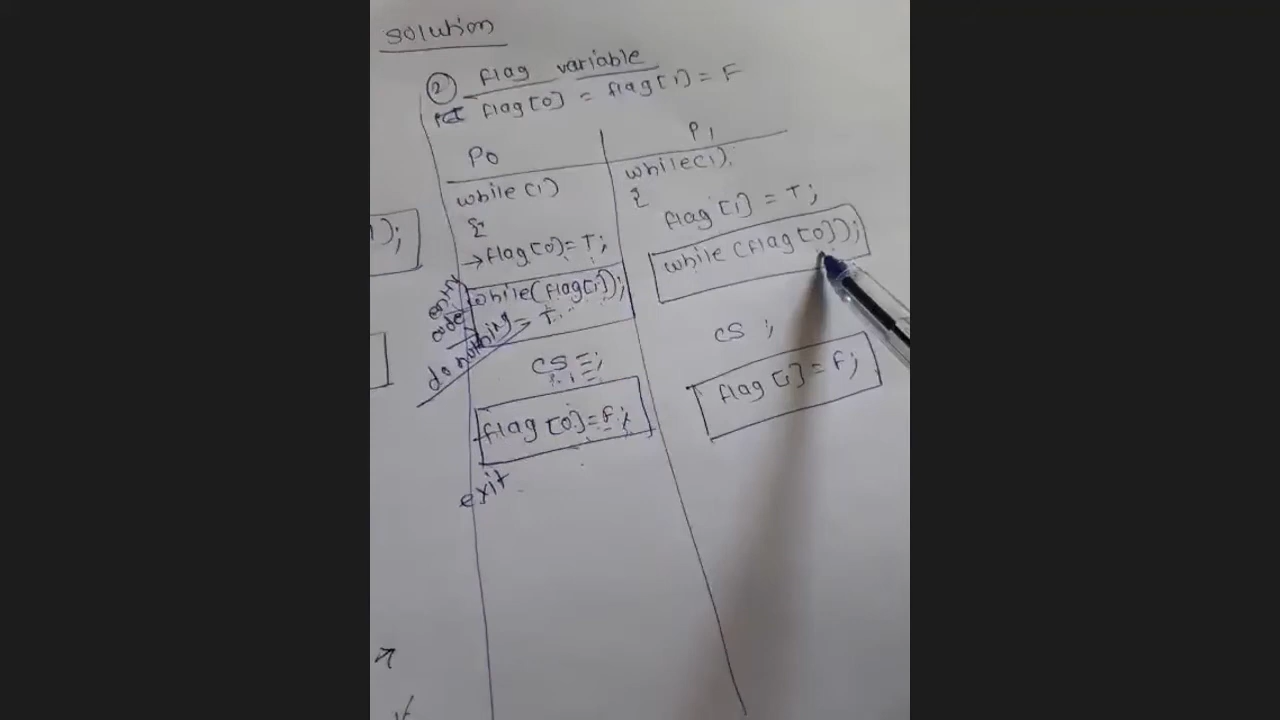 solution
② flag variable
flag[0] = flag[1] = F
P0
while(1)
{
→ flag[0] = T;
while(flag[1]);
= T
entry
code
do nothing
CS ;
flag[0] = F;
exit
P1
while(1);
{
flag[1] = T;
while(flag[0]);
CS ;
flag[1] = F;
);